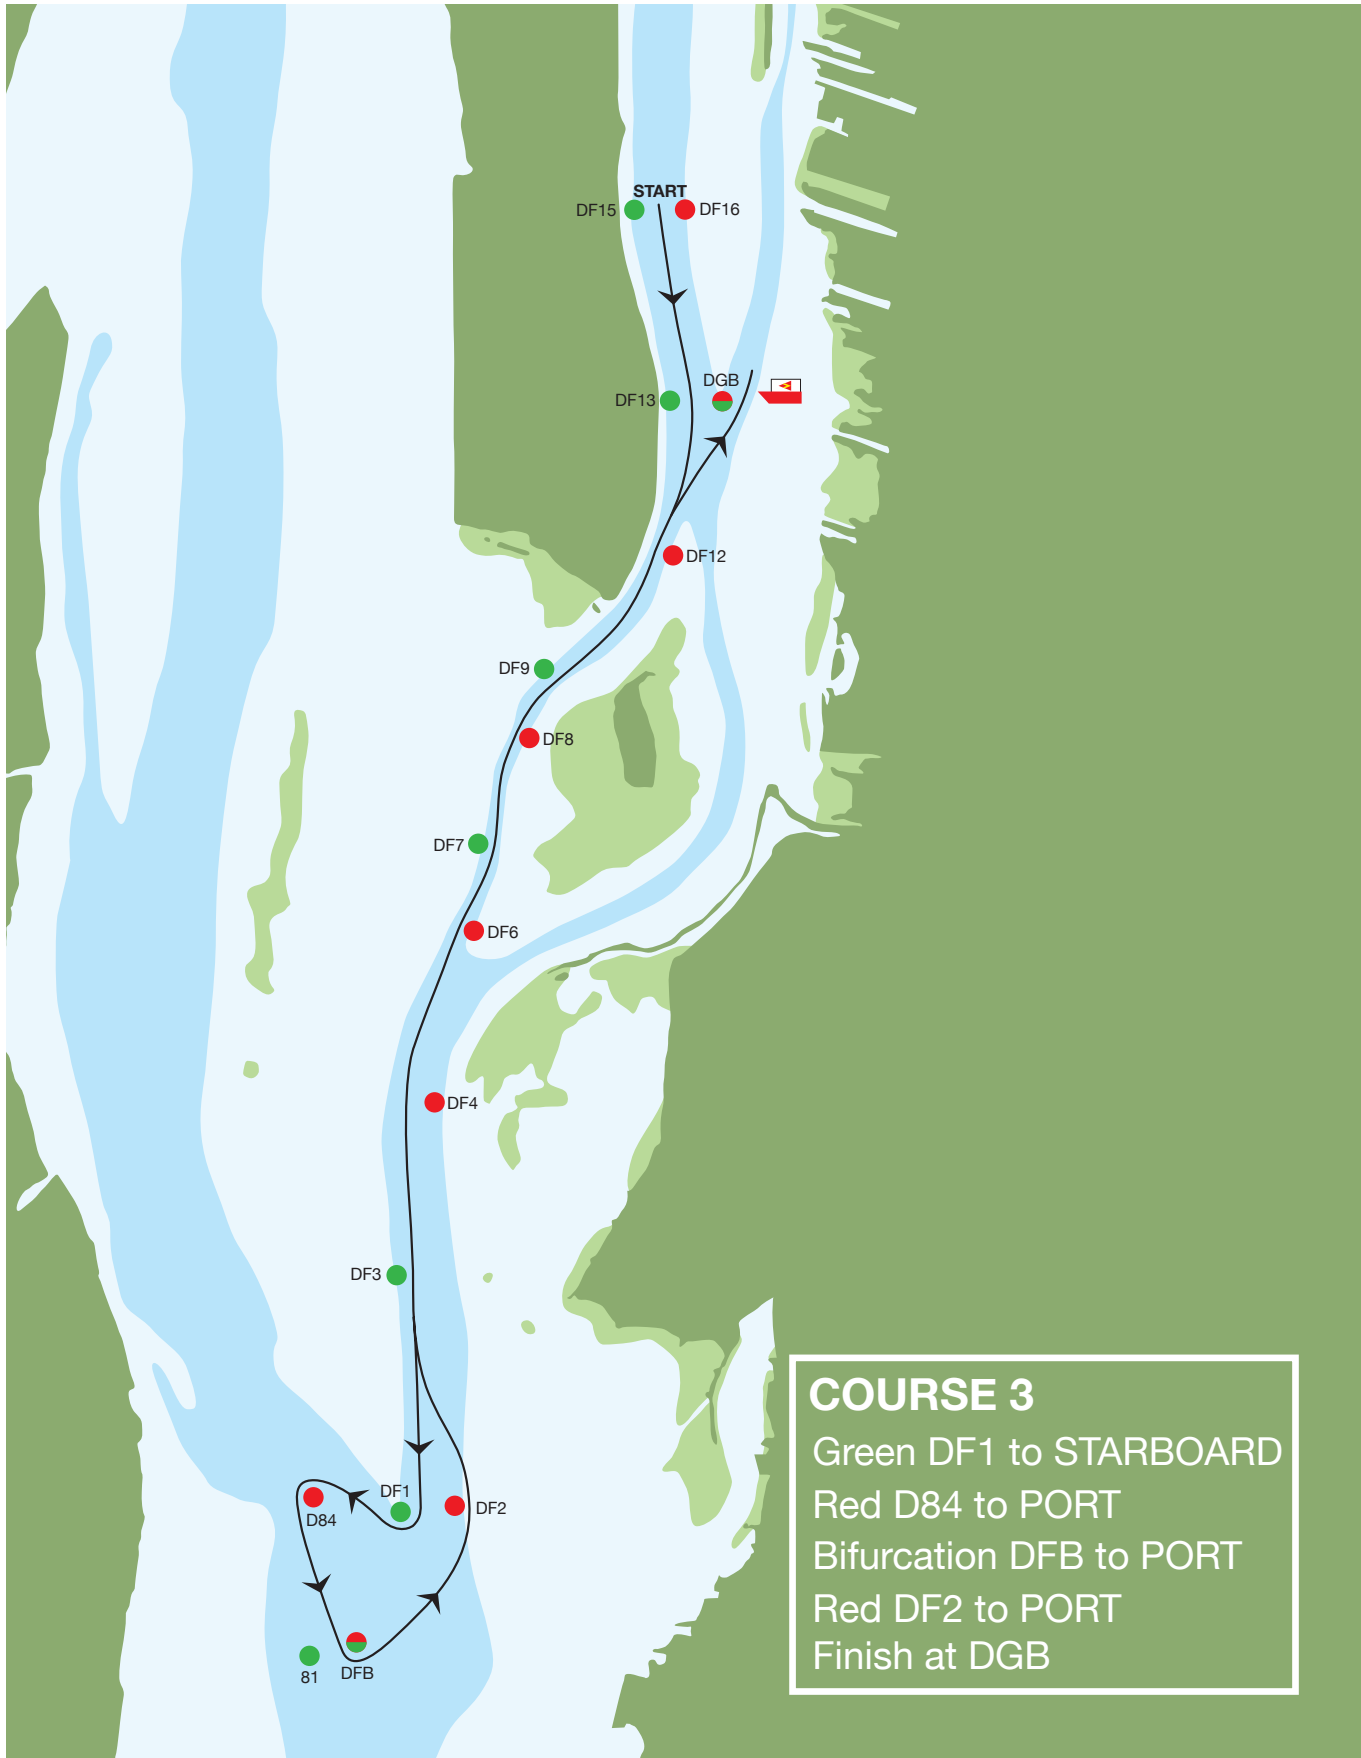 START
DF15
DF16
DGB
DF13
DF12
DF9
DF8
DF7
DF6
DF4
DF3
DF1
D84
DF2
81
DFB
COURSE 3
Green DF1 to STARBOARD
Red D84 to PORT
Bifurcation DFB to PORT
Red DF2 to PORT
Finish at DGB